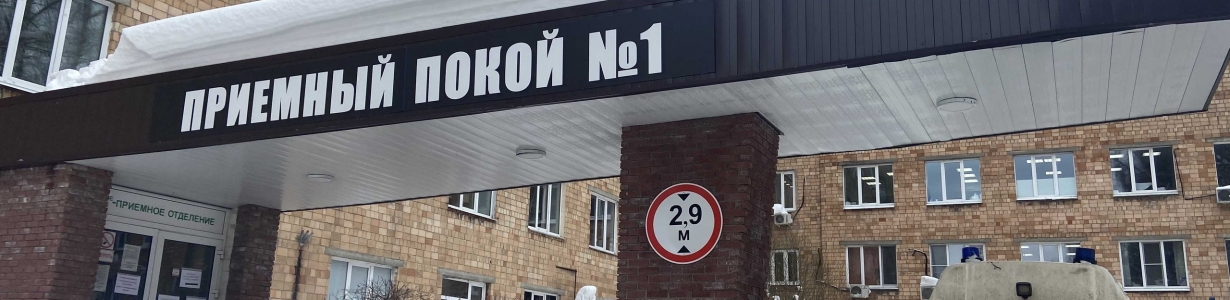 ПРИЕМНЫЙ ПОКОЙ №1
-ПРИЕМНОЕ ОТДЕЛЕНИЕ
2,9
М